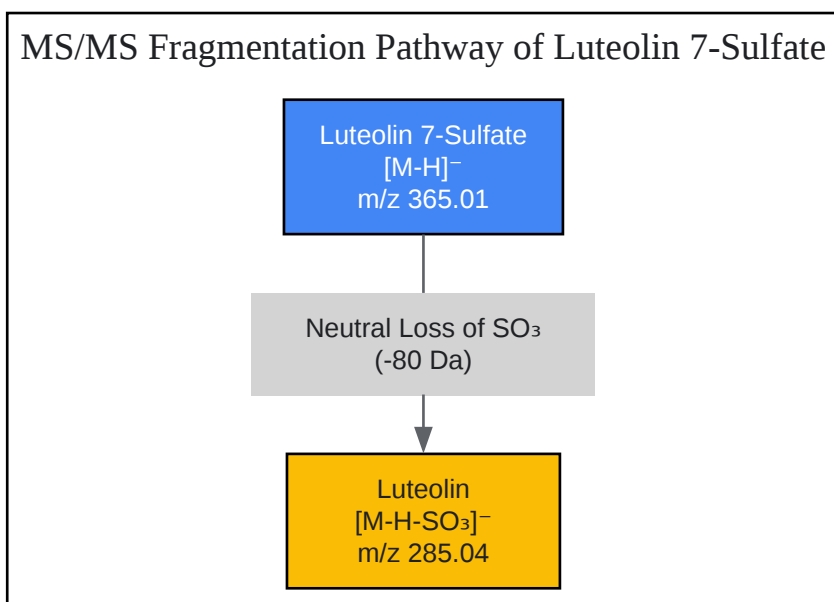 MS/MS Fragmentation Pathway of Luteolin 7-Sulfate
Luteolin 7-Sulfate
[M-H]⁻
m/z 365.01
Neutral Loss of SO₃
(-80 Da)
Luteolin
[M-H-SO₃]⁻
m/z 285.04